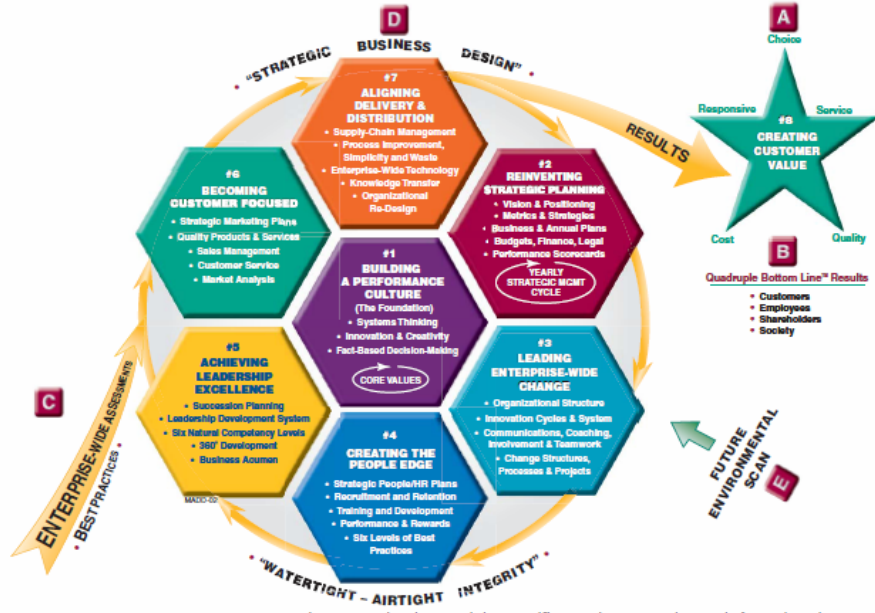 D
"STRATEGIC BUSINESS DESIGN"
#7
ALIGNING
DELIVERY &
DISTRIBUTION
• Supply-Chain Management
• Process Improvement,
Simplicity and Waste
• Enterprise-Wide Technology
• Knowledge Transfer
• Organizational
Re-Design
RESULTS
A
Choice
Responsive
Service
#8
CREATING
CUSTOMER
VALUE
Cost
Quality
B
Quadruple Bottom Line™ Results
• Customers
• Employees
• Shareholders
• Society
#6
BECOMING
CUSTOMER FOCUSED
• Strategic Marketing Plans
• Quality Products & Services
• Sales Management
• Customer Service
• Market Analysis
#2
REINVENTING
STRATEGIC PLANNING
• Vision & Positioning
• Metrics & Strategies
• Business & Annual Plans
• Budgets, Finance, Legal
• Performance Scorecards
YEARLY
STRATEGIC MGMT
CYCLE
#1
BUILDING
A PERFORMANCE
CULTURE
(The Foundation)
• Systems Thinking
• Innovation & Creativity
• Fact-Based Decision-Making
CORE VALUES
#5
ACHIEVING
LEADERSHIP
EXCELLENCE
• Succession Planning
• Leadership Development System
• Six Natural Competency Levels
• 360° Development
• Business Acumen
MADD-02
#3
LEADING
ENTERPRISE-WIDE
CHANGE
• Organizational Structure
• Innovation Cycles & System
• Communications, Coaching,
Involvement & Teamwork
• Change Structures,
Processes & Projects
#4
CREATING THE
PEOPLE EDGE
• Strategic People/HR Plans
• Recruitment and Retention
• Training and Development
• Performance & Rewards
• Six Levels of Best
Practices
C
ENTERPRISE-WIDE ASSESSMENTS
• BEST PRACTICES •
FUTURE
ENVIRONMENTAL
SCAN
E
• "WATERTIGHT – AIRTIGHT INTEGRITY" •